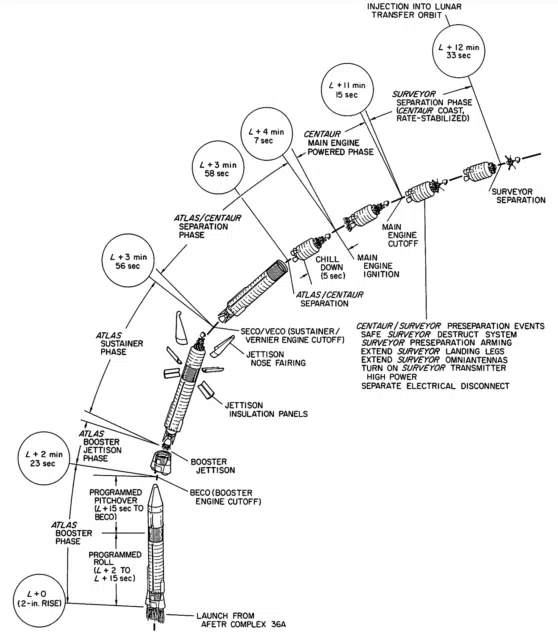 INJECTION INTO LUNAR
TRANSFER ORBIT
L + 12 min
33 sec
L + 11 min
15 sec
SURVEYOR
SEPARATION PHASE
(CENTAUR COAST,
RATE-STABILIZED)
L + 4 min
7 sec
CENTAUR
MAIN ENGINE
POWERED PHASE
L + 3 min
58 sec
SURVEYOR
SEPARATION
ATLAS/CENTAUR
SEPARATION
PHASE
MAIN
ENGINE
CUTOFF
L + 3 min
56 sec
CHILL
DOWN
(5 sec)
MAIN
ENGINE
IGNITION
ATLAS/CENTAUR
SEPARATION
CENTAUR/SURVEYOR PRESEPARATION EVENTS
SAFE SURVEYOR DESTRUCT SYSTEM
SURVEYOR PRESEPARATION ARMING
EXTEND SURVEYOR LANDING LEGS
EXTEND SURVEYOR OMNIANTENNAS
TURN ON SURVEYOR TRANSMITTER
HIGH POWER
SEPARATE ELECTRICAL DISCONNECT
SECO/VECO (SUSTAINER/
VERNIER ENGINE CUTOFF)
ATLAS
SUSTAINER
PHASE
JETTISON
NOSE FAIRING
JETTISON
INSULATION PANELS
ATLAS
BOOSTER
JETTISON
PHASE
L + 2 min
23 sec
BOOSTER
JETTISON
BECO (BOOSTER
ENGINE CUTOFF)
PROGRAMMED
PITCHOVER
(L+15 sec TO
BECO)
ATLAS
BOOSTER
PHASE
PROGRAMMED
ROLL
(L + 2 TO
L + 15 sec)
L + O
(2-in. RISE)
LAUNCH FROM
AFETR COMPLEX 36A